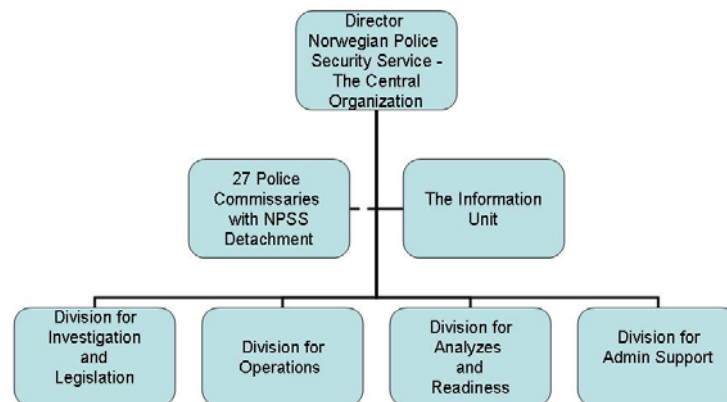 Director
Norwegian Police
Security Service -
The Central
Organization
27 Police
Commissaries
with NPSS
Detachment
The Information
Unit
Division for
Investigation
and
Legislation
Division for
Operations
Division for
Analyzes
and
Readiness
Division for
Admin Support